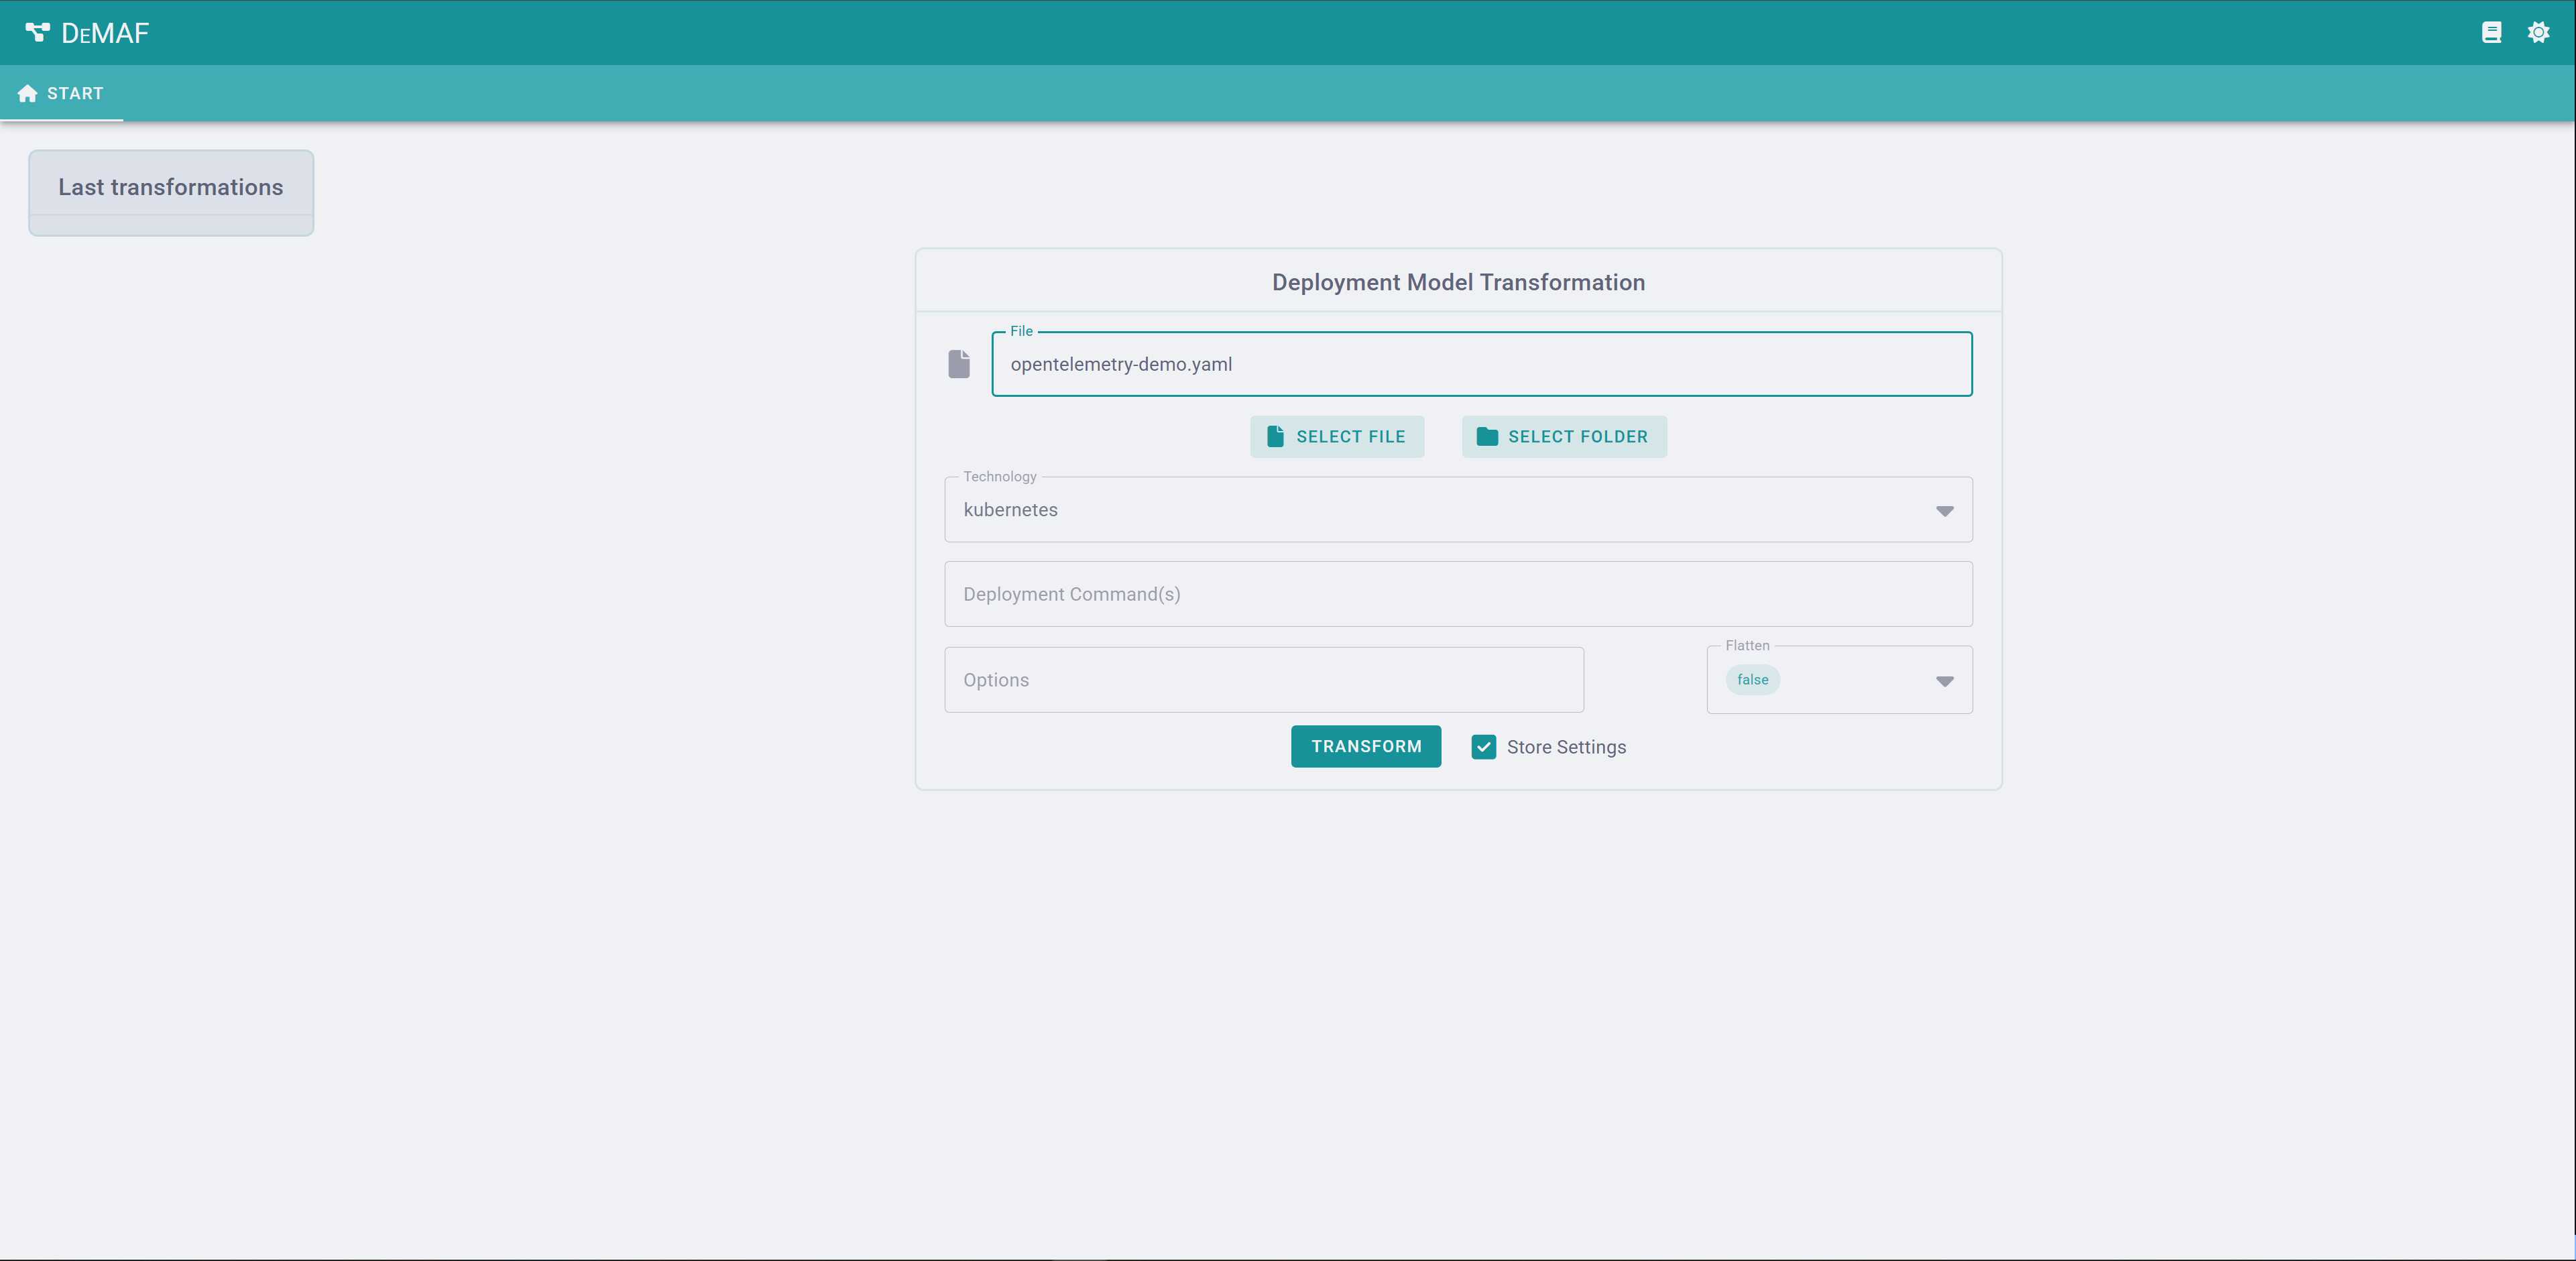 DEMAF
START
Last transformations
Deployment Model Transformation
File
opentelemetry-demo.yaml
SELECT FILE SELECT FOLDER
Technology
kubernetes
Deployment Command(s)
Flatten
Options false
TRANSFORM Store Settings